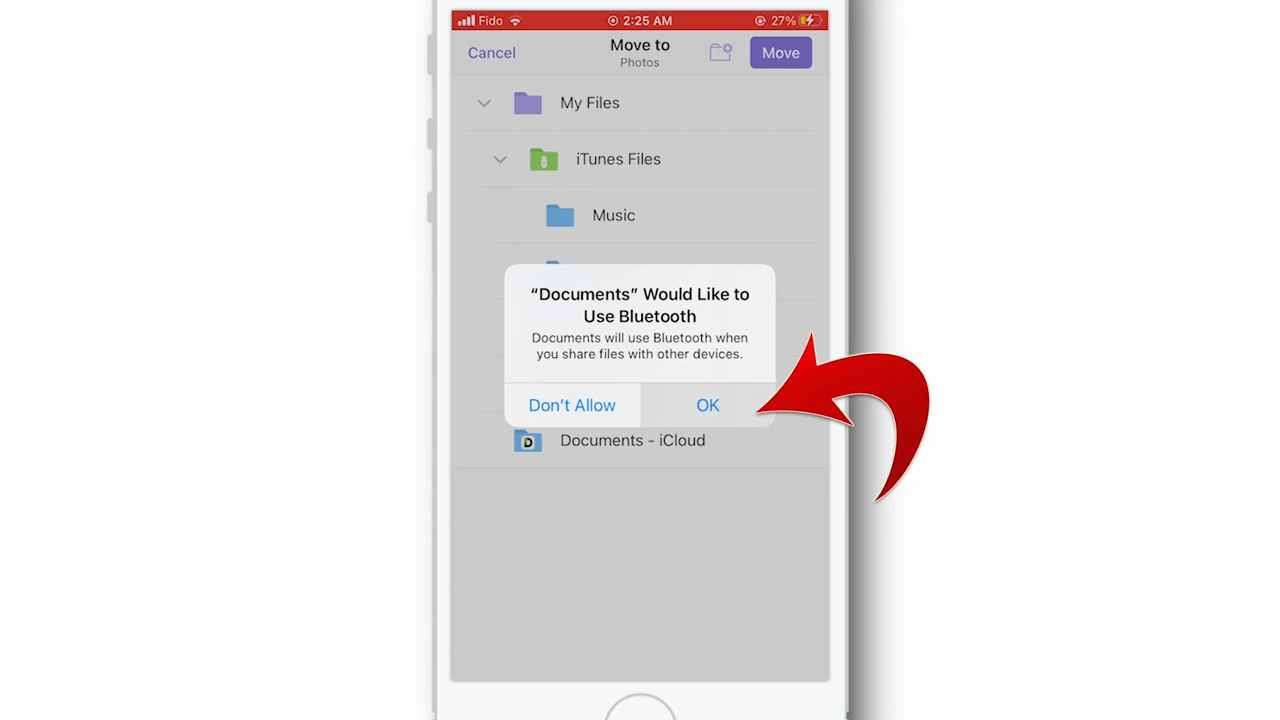 Fido 2:25 AM 27%
Cancel Move to Move
Photos
My Files
iTunes Files
Music
“Documents” Would Like to
Use Bluetooth
Documents will use Bluetooth when
you share files with other devices.
Don’t Allow OK
Documents - iCloud